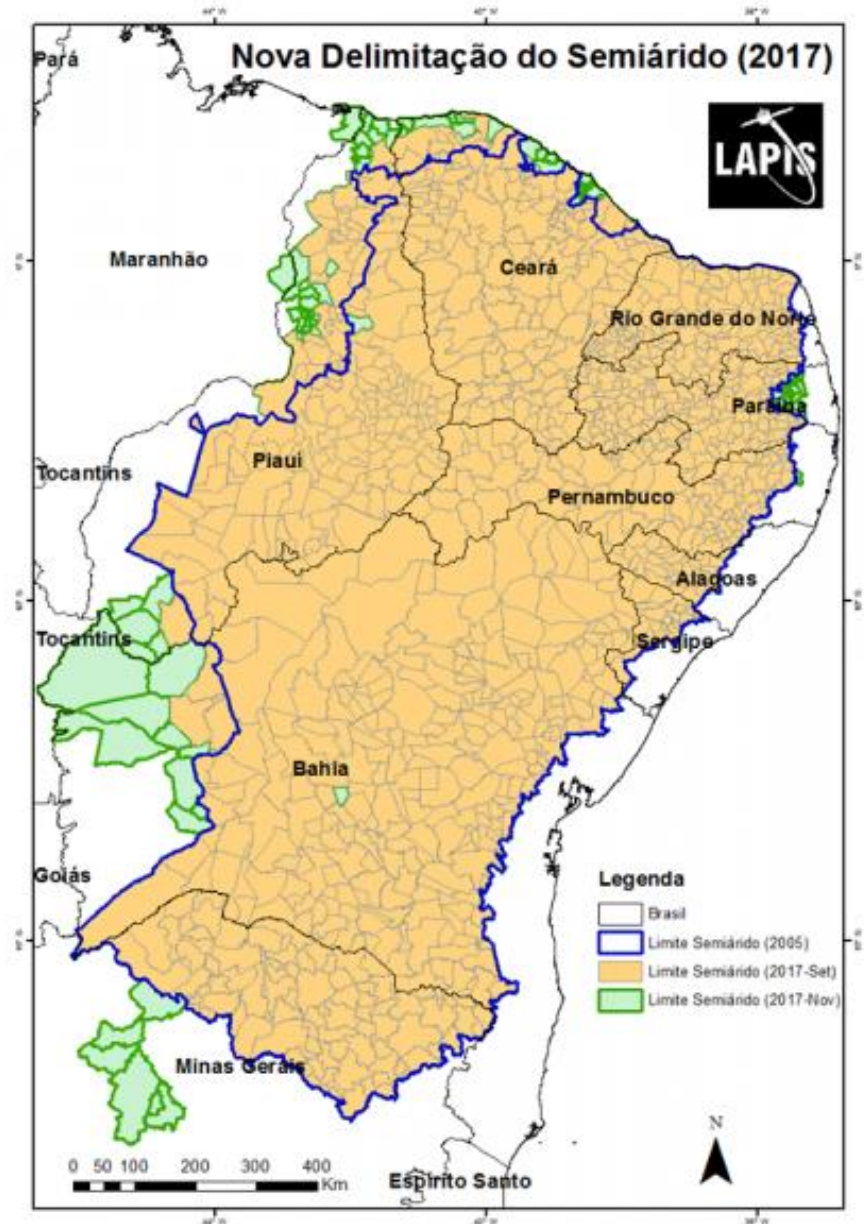 Nova Delimitação do Semiárido (2017)
LAPIS
Pará
Maranhão
Ceará
Rio Grande do Norte
Paraíba
Piauí
Tocantins
Pernambuco
Alagoas
Tocantins
Sergipe
Bahia
Goiás
Legenda
Brasil
Limite Semiárido (2005)
Limite Semiárido (2017-Set)
Limite Semiárido (2017-Nov)
Minas Gerais
N
0 50 100 200 300 400
Km
Espírito Santo